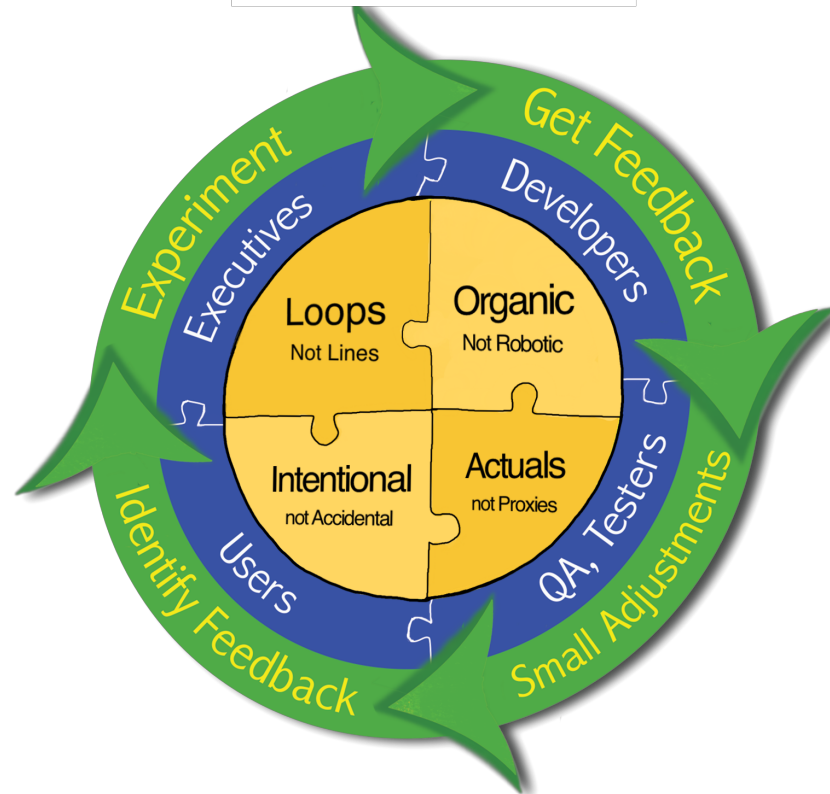 Experiment
Get Feedback
Executives
Developers
Loops
Not Lines
Organic
Not Robotic
Intentional
not Accidental
Actuals
not Proxies
Users
QA, Testers
Identify Feedback
Small Adjustments